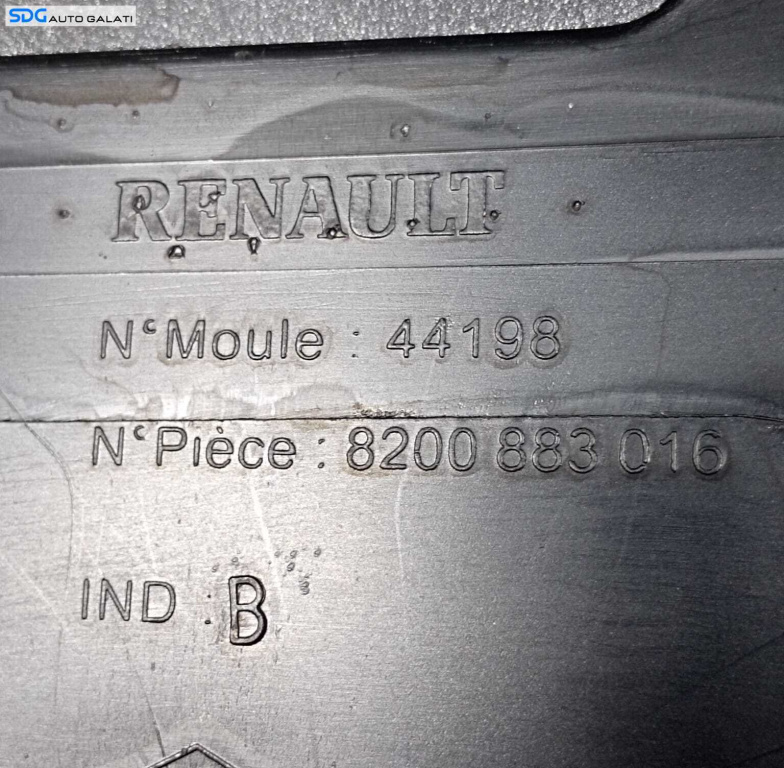 SDG AUTO GALATI
RENAULT
N° Moule : 44198
N° Pièce : 8200 883 016
IND : B